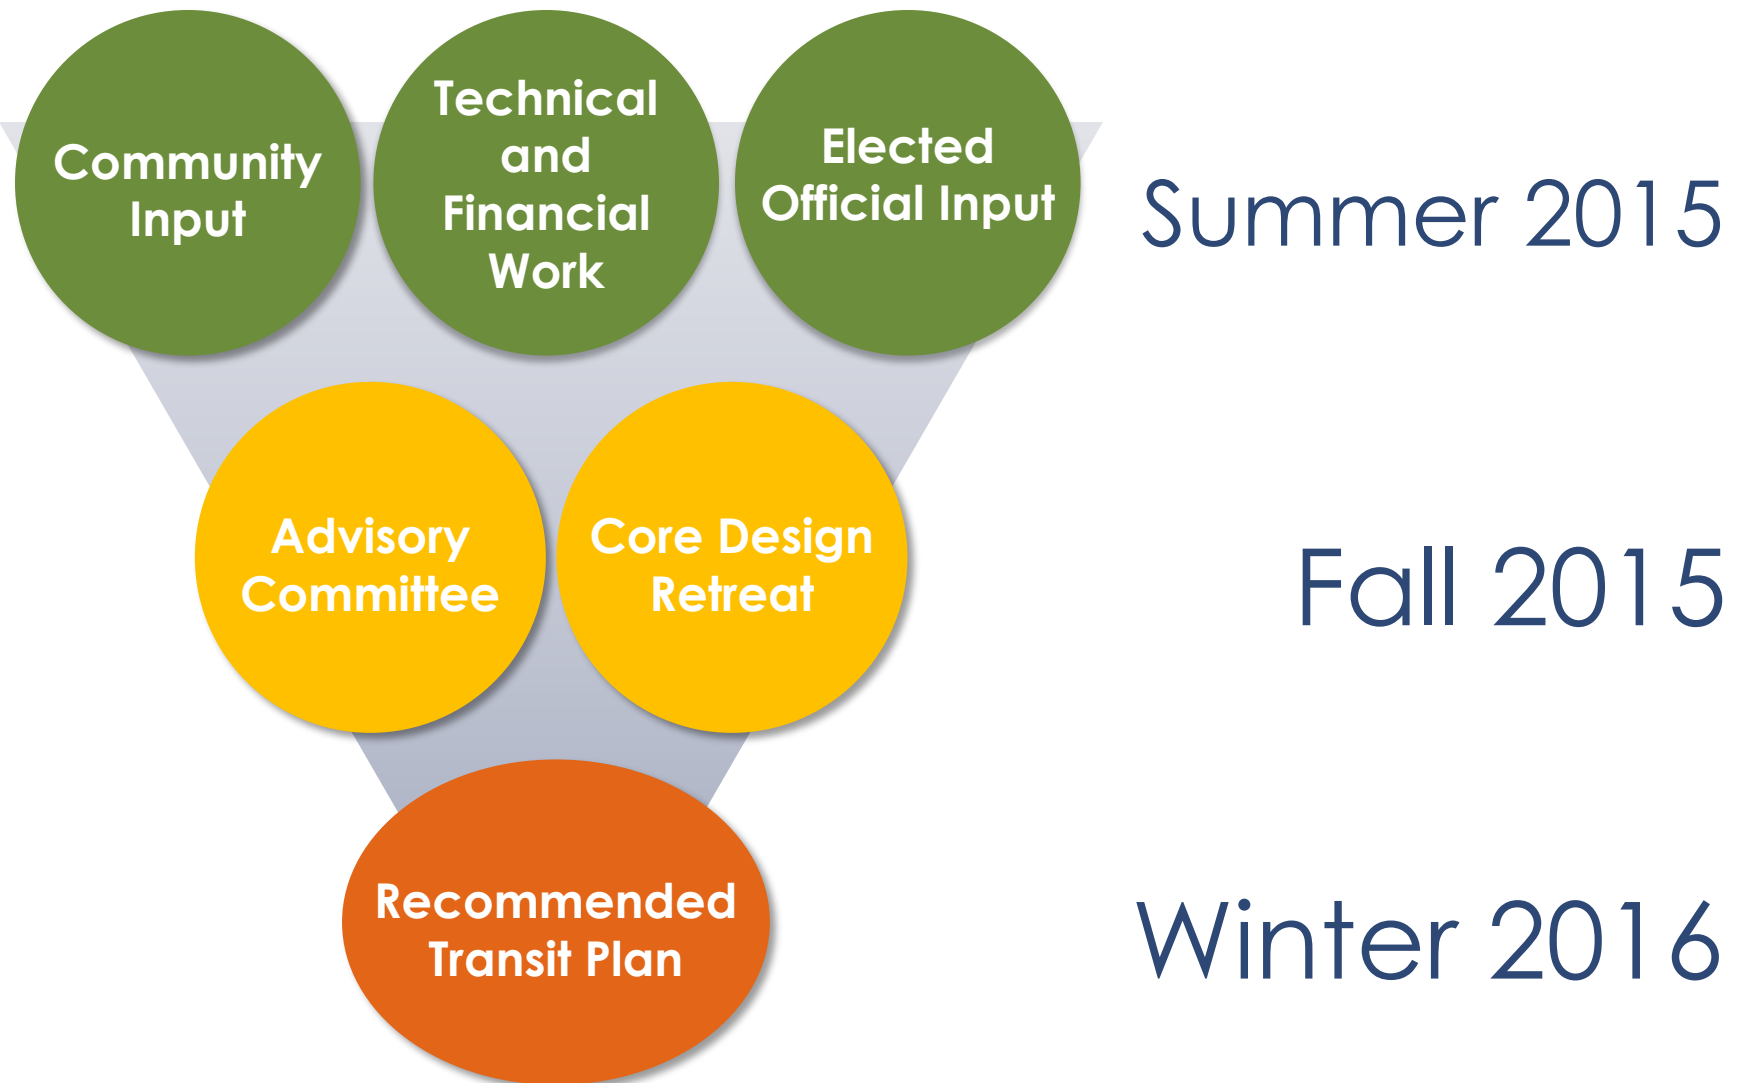 Community
Input
Technical
and
Financial
Work
Elected
Official Input
Summer 2015
Advisory
Committee
Core Design
Retreat
Fall 2015
Recommended
Transit Plan
Winter 2016